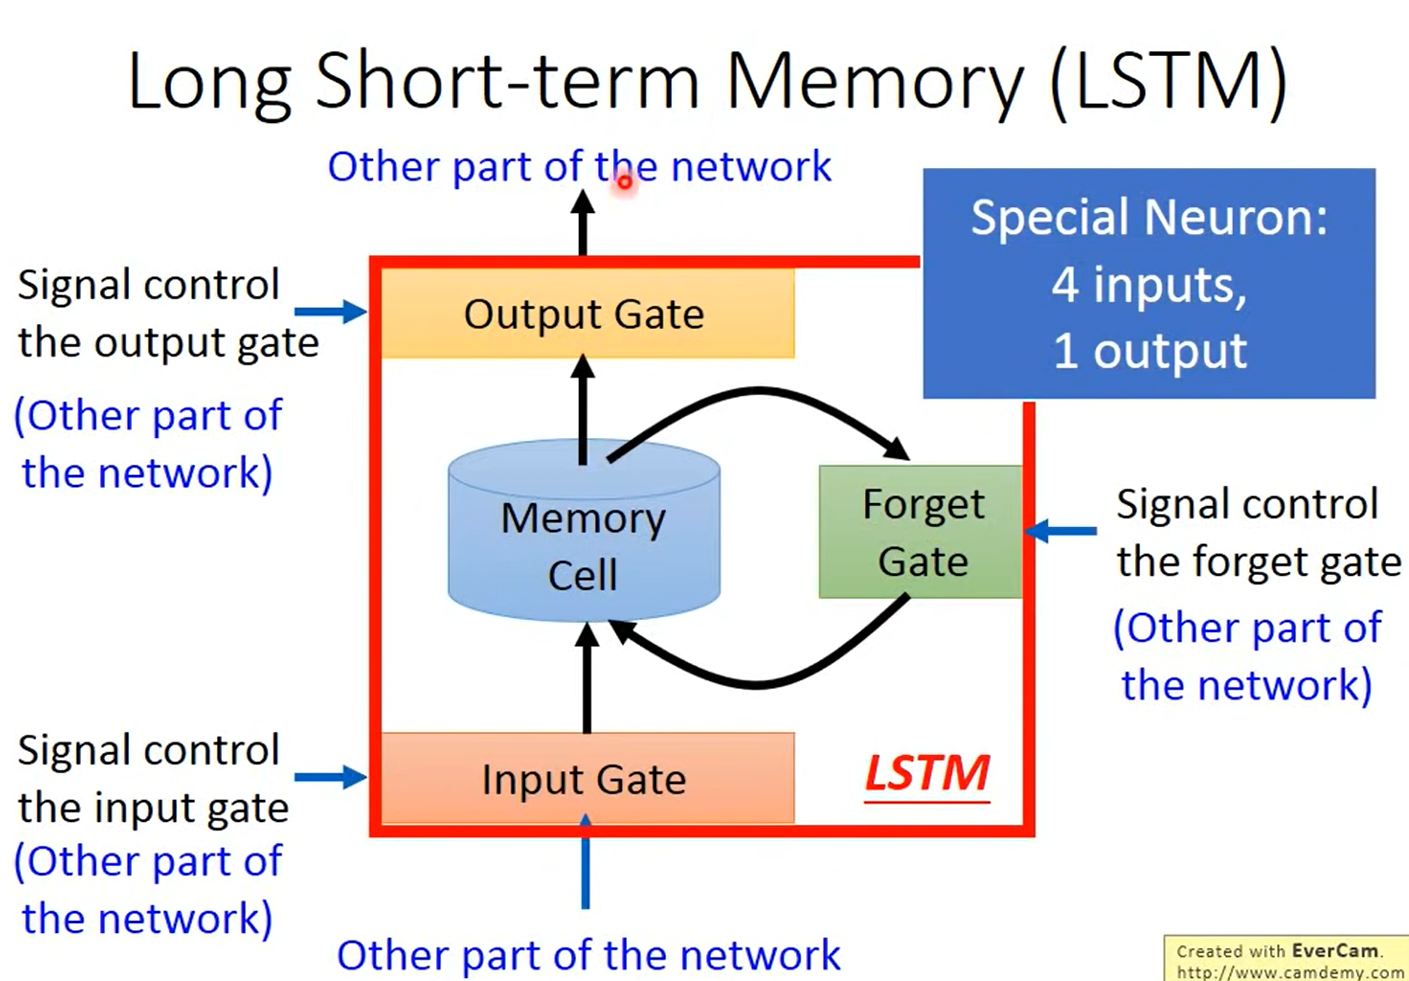 Long Short-term Memory (LSTM)
Other part of the network
Special Neuron:
4 inputs,
1 output
Signal control
the output gate
(Other part of
the network)
Output Gate
Memory
Cell
Forget
Gate
Signal control
the forget gate
(Other part of
the network)
Signal control
the input gate
(Other part of
the network)
Input Gate
LSTM
Other part of the network
Created with EverCam.
http://www.camdemy.com